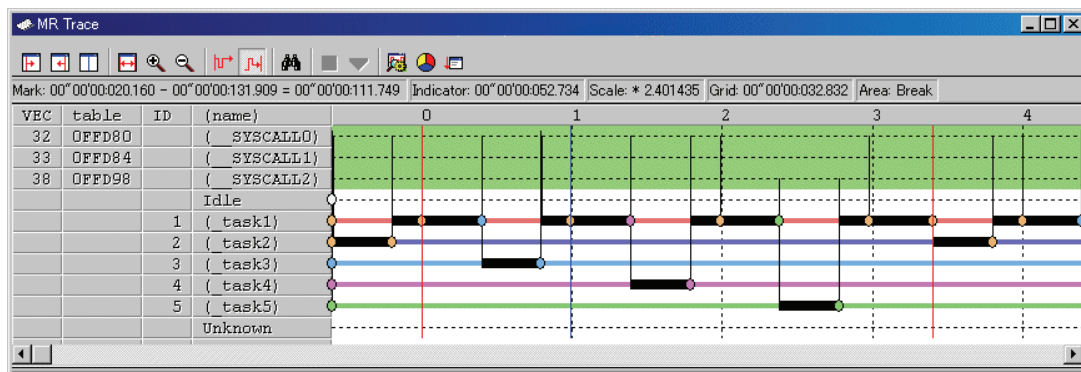 MR Trace
Mark: 00"00'00:020.160 - 00"00'00:131.909 = 00"00'00:111.749 Indicator: 00"00'00:052.734 Scale: * 2.401435 Grid: 00"00'00:032.832 Area: Break
VEC table ID (name) 0 1 2 3 4
32 0FFD80 (__SYSCALL0)
33 0FFD84 (__SYSCALL1)
38 0FFD98 (__SYSCALL2)
Idle
1 (_task1)
2 (_task2)
3 (_task3)
4 (_task4)
5 (_task5)
Unknown